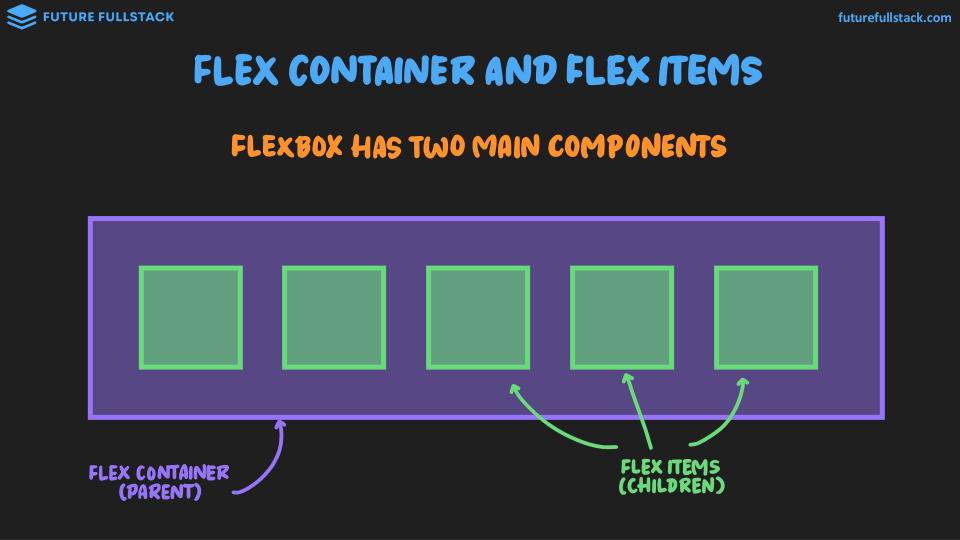 FUTURE FULLSTACK
futurefullstack.com
FLEX CONTAINER AND FLEX ITEMS
FLEXBOX HAS TWO MAIN COMPONENTS
FLEX CONTAINER
(PARENT)
FLEX ITEMS
(CHILDREN)